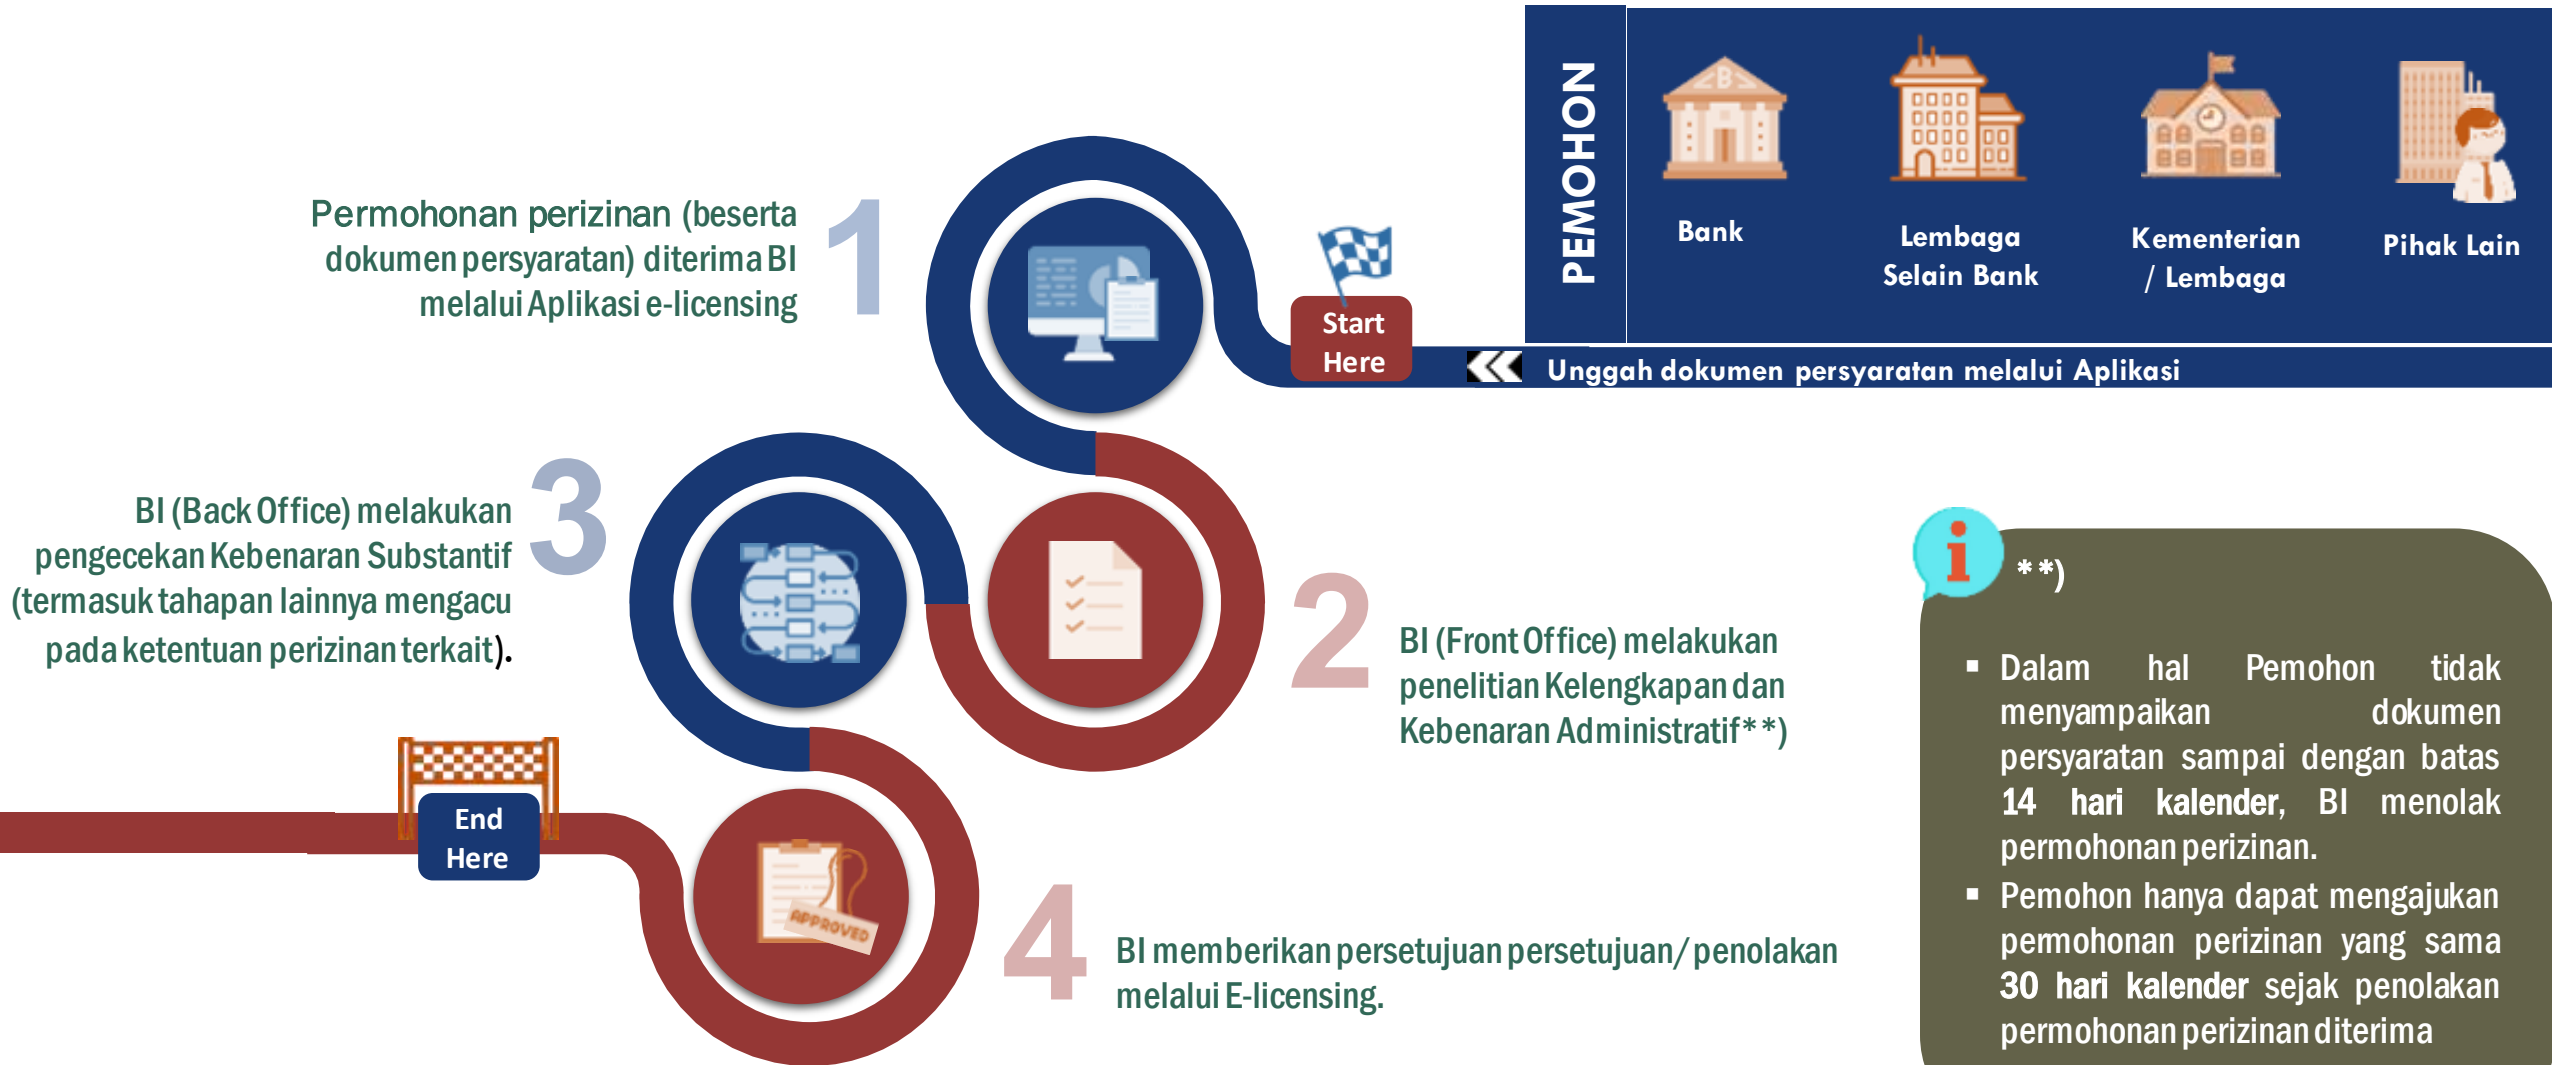 PEMOHON
Bank
Lembaga
Selain Bank
Kementerian
/ Lembaga
Pihak Lain
Unggah dokumen persyaratan melalui Aplikasi
Start
Here
1
Permohonan perizinan (beserta
dokumen persyaratan) diterima BI
melalui Aplikasi e-licensing
2
BI (Front Office) melakukan
penelitian Kelengkapan dan
Kebenaran Administratif**)
3
BI (Back Office) melakukan
pengecekan Kebenaran Substantif
(termasuk tahapan lainnya mengacu
pada ketentuan perizinan terkait).
4
BI memberikan persetujuan persetujuan/ penolakan
melalui E-licensing.
APPROVED
End
Here
i
**)
▪ Dalam hal Pemohon tidak
menyampaikan dokumen
persyaratan sampai dengan batas
14 hari kalender, BI menolak
permohonan perizinan.
▪ Pemohon hanya dapat mengajukan
permohonan perizinan yang sama
30 hari kalender sejak penolakan
permohonan perizinan diterima